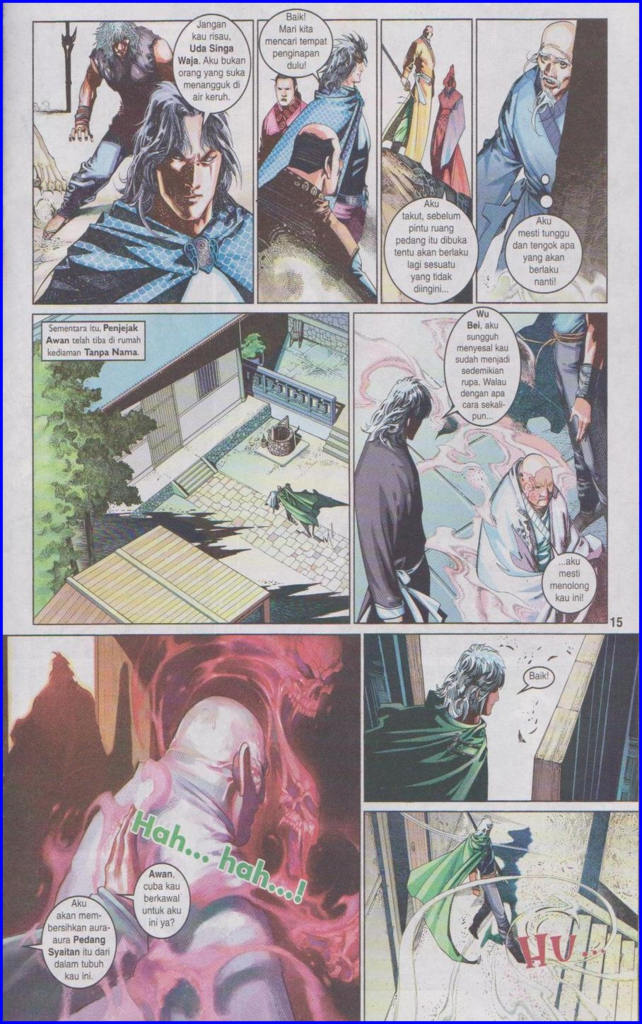 Jangan
kau risau,
Uda Singa
Waja. Aku bukan
orang yang suka
menangguk di
air keruh.
Baik!
Mari kita
mencari tempat
penginapan
dulu!
Aku
takut, sebelum
pintu ruang
pedang itu dibuka
tentu akan berlaku
lagi sesuatu
yang tidak
diingini...
Aku
mesti tunggu
dan tengok apa
yang akan
berlaku
nanti!
Sementara itu, Penjejak
Awan telah tiba di rumah
kediaman Tanpa Nama.
Wu
Bei, aku
sungguh
menyesal kau
sudah menjadi
sedemikian
rupa. Walau
dengan apa
cara sekali-
pun...
...aku
mesti
menolong
kau ini!
15
Hah... hah...!
Awan,
cuba kau
berkawal
untuk aku
ini ya?
Aku
akan mem-
bersihkan aura-
aura Pedang
Syaitan itu dari
dalam tubuh
kau ini.
Baik!
HU...